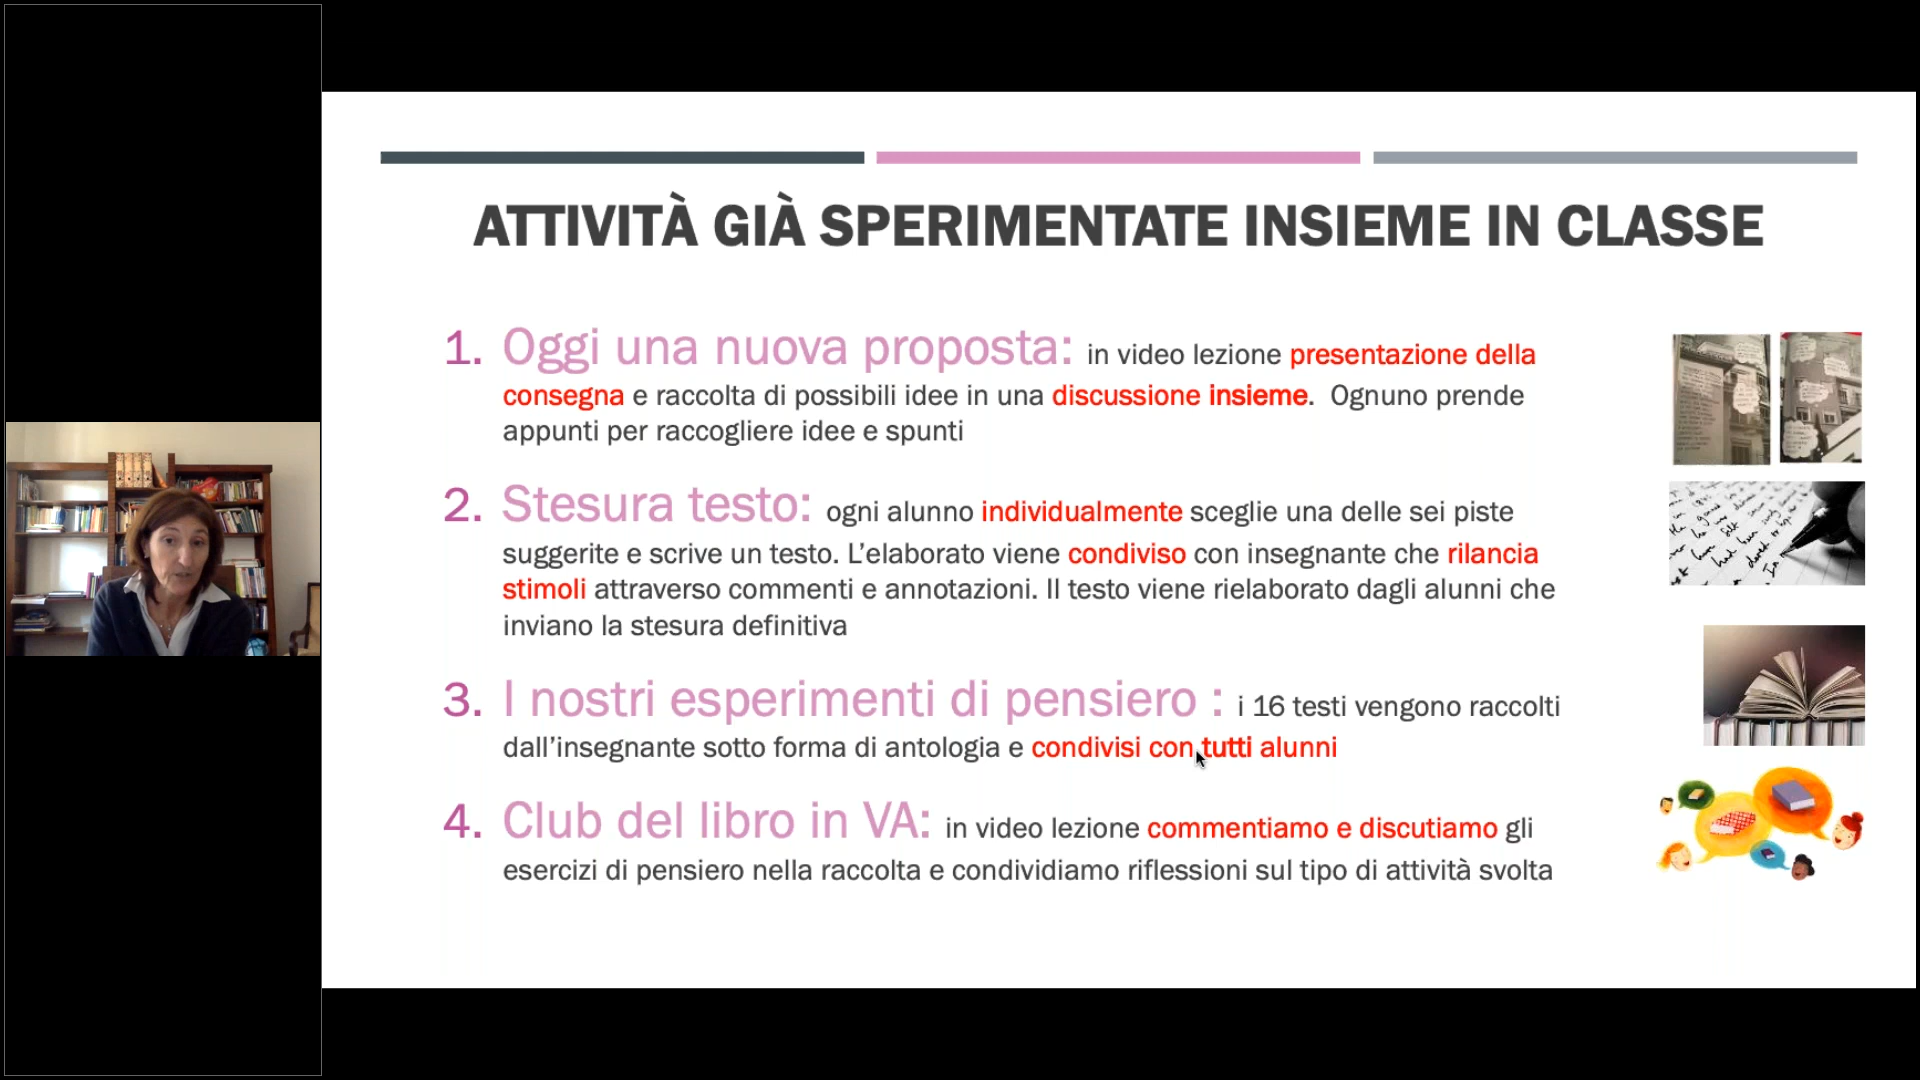 ATTIVITÀ GIÀ SPERIMENTATE INSIEME IN CLASSE
1. Oggi una nuova proposta: in video lezione presentazione della
consegna e raccolta di possibili idee in una discussione insieme. Ognuno prende
appunti per raccogliere idee e spunti
2. Stesura testo: ogni alunno individualmente sceglie una delle sei piste
suggerite e scrive un testo. L’elaborato viene condiviso con insegnante che rilancia
stimoli attraverso commenti e annotazioni. Il testo viene rielaborato dagli alunni che
inviano la stesura definitiva
3. I nostri esperimenti di pensiero : i 16 testi vengono raccolti
dall’insegnante sotto forma di antologia e condivisi con tutti alunni
4. Club del libro in VA: in video lezione commentiamo e discutiamo gli
esercizi di pensiero nella raccolta e condividiamo riflessioni sul tipo di attività svolta